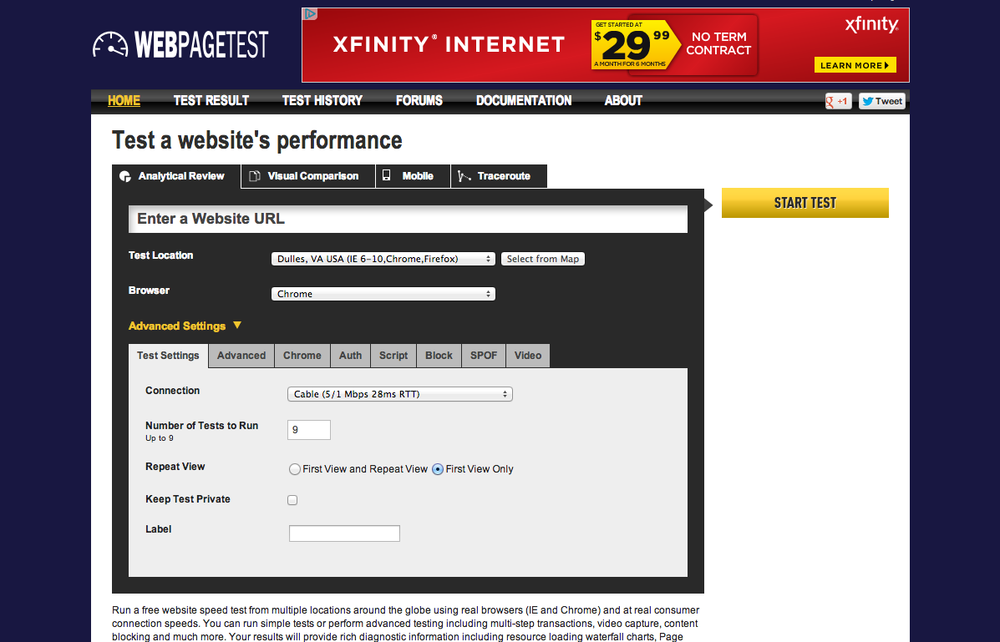 WEBPAGETEST
XFINITY® INTERNET
GET STARTED AT
$29 99
A MONTH FOR 6 MONTHS
NO TERM
CONTRACT
xfinity.
LEARN MORE
HOME TEST RESULT TEST HISTORY FORUMS DOCUMENTATION ABOUT
g +1 Tweet
Test a website's performance
Analytical Review Visual Comparison Mobile Traceroute
START TEST
Enter a Website URL
Test Location Dulles, VA USA (IE 6-10,Chrome,Firefox) Select from Map
Browser Chrome
Advanced Settings ▼
Test Settings Advanced Chrome Auth Script Block SPOF Video
Connection Cable (5/1 Mbps 28ms RTT)
Number of Tests to Run 9
Up to 9
Repeat View First View and Repeat View First View Only
Keep Test Private
Label
Run a free website speed test from multiple locations around the globe using real browsers (IE and Chrome) and at real consumer
connection speeds. You can run simple tests or perform advanced testing including multi-step transactions, video capture, content
blocking and much more. Your results will provide rich diagnostic information including resource loading waterfall charts, Page